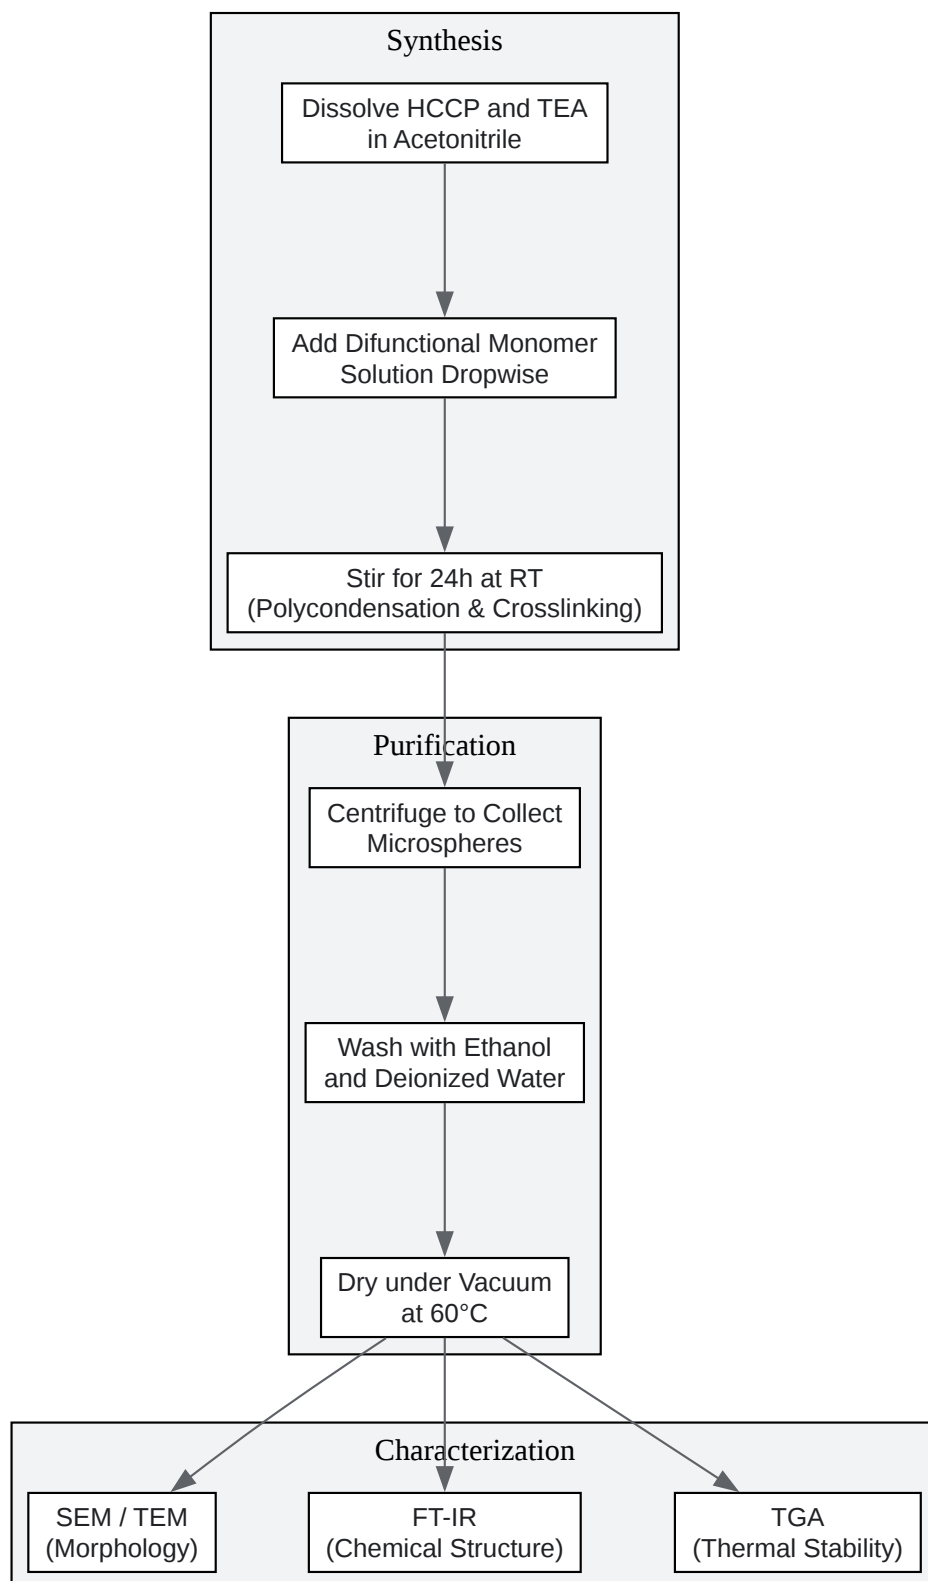 Synthesis
Dissolve HCCP and TEA
in Acetonitrile
Add Difunctional Monomer
Solution Dropwise
Stir for 24h at RT
(Polycondensation & Crosslinking)
Purification
Centrifuge to Collect
Microspheres
Wash with Ethanol
and Deionized Water
Dry under Vacuum
at 60°C
Characterization
SEM / TEM
(Morphology)
FT-IR
(Chemical Structure)
TGA
(Thermal Stability)